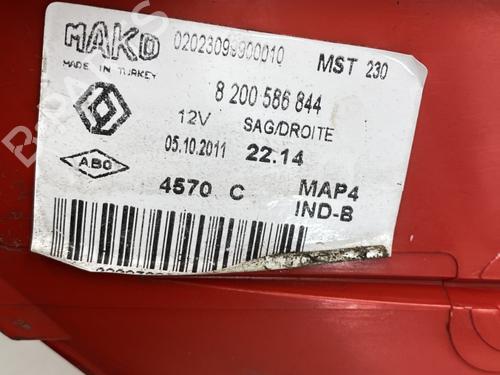 MAKO 02023099900010 MST 230
MADE IN TURKEY
8 200 586 844
12V SAG/DROITE
05.10.2011 22.14
ABO
4570 C MAP4
IND-B